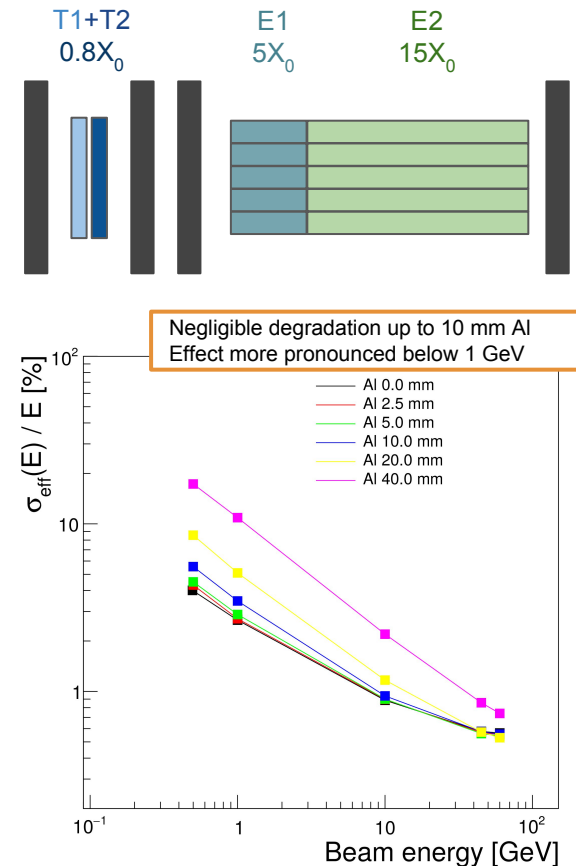 T1+T2
0.8X₀
E1
5X₀
E2
15X₀
Negligible degradation up to 10 mm Al
Effect more pronounced below 1 GeV
σeff(E) / E [%]
10²
10
1
Al 0.0 mm
Al 2.5 mm
Al 5.0 mm
Al 10.0 mm
Al 20.0 mm
Al 40.0 mm
10⁻¹
1
10
10²
Beam energy [GeV]